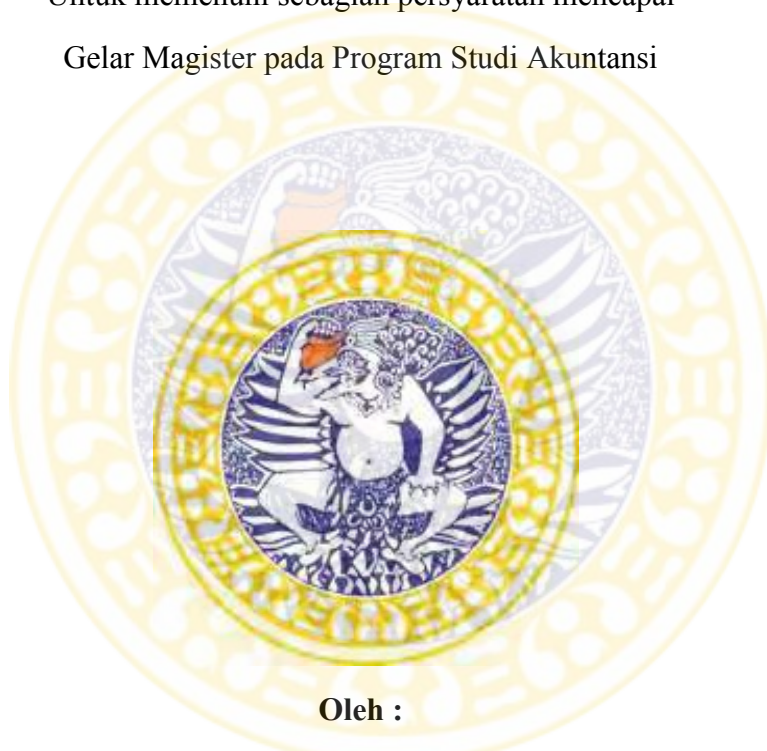 Untuk memenuhi sebagian persyaratan mencapai
Gelar Magister pada Program Studi Akuntansi
Oleh :